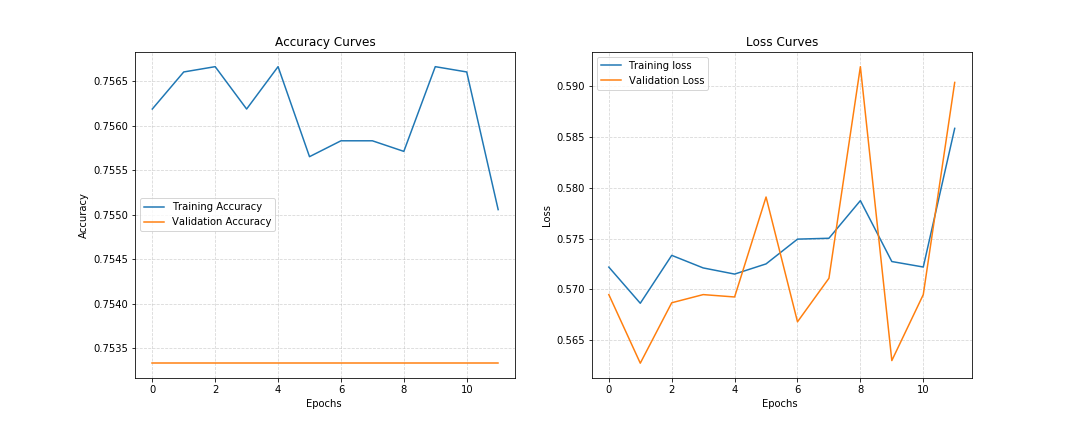 Accuracy Curves
0.7565
0.7560
0.7555
0.7550
0.7545
0.7540
0.7535
Accuracy
Training Accuracy
Validation Accuracy
0 2 4 6 8 10
Epochs
Loss Curves
0.590
0.585
0.580
0.575
0.570
0.565
Loss
Training loss
Validation Loss
0 2 4 6 8 10
Epochs